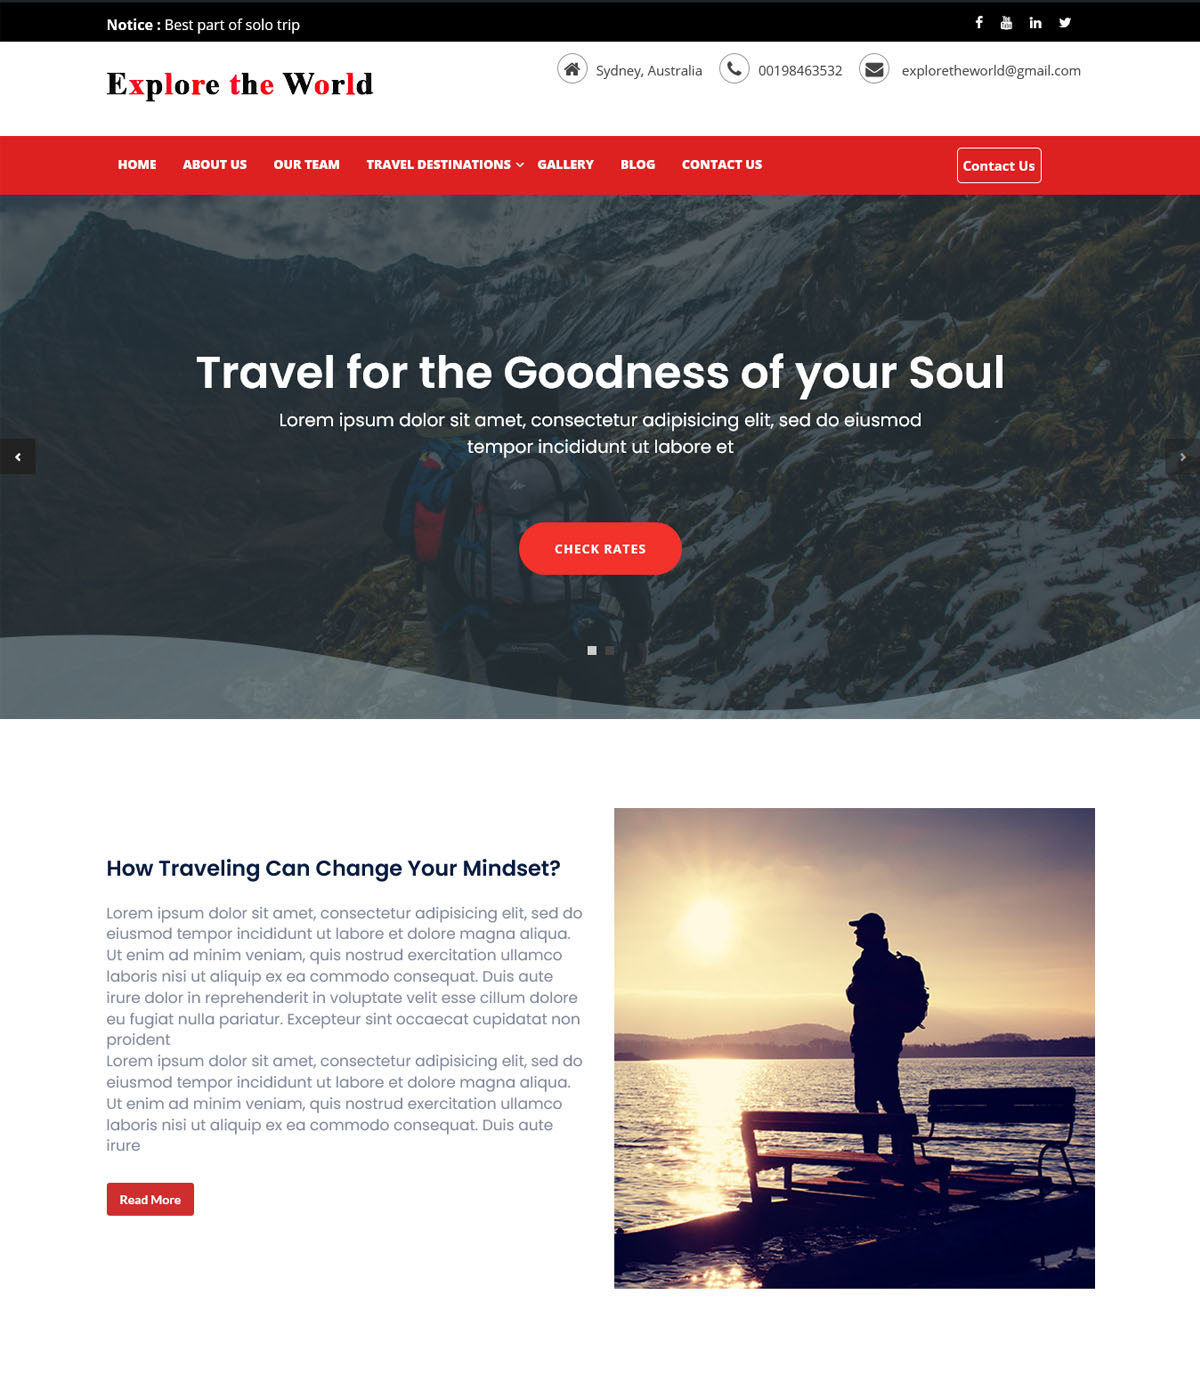 Notice : Best part of solo trip
Explore the World
Sydney, Australia
00198463532
exploretheworld@gmail.com
HOME ABOUT US OUR TEAM TRAVEL DESTINATIONS GALLERY BLOG CONTACT US
Contact Us
Travel for the Goodness of your Soul
Lorem ipsum dolor sit amet, consectetur adipisicing elit, sed do eiusmod
tempor incididunt ut labore et
CHECK RATES
How Traveling Can Change Your Mindset?
Lorem ipsum dolor sit amet, consectetur adipisicing elit, sed do
eiusmod tempor incididunt ut labore et dolore magna aliqua.
Ut enim ad minim veniam, quis nostrud exercitation ullamco
laboris nisi ut aliquip ex ea commodo consequat. Duis aute
irure dolor in reprehenderit in voluptate velit esse cillum dolore
eu fugiat nulla pariatur. Excepteur sint occaecat cupidatat non
proident
Lorem ipsum dolor sit amet, consectetur adipisicing elit, sed do
eiusmod tempor incididunt ut labore et dolore magna aliqua.
Ut enim ad minim veniam, quis nostrud exercitation ullamco
laboris nisi ut aliquip ex ea commodo consequat. Duis aute
irure
Read More